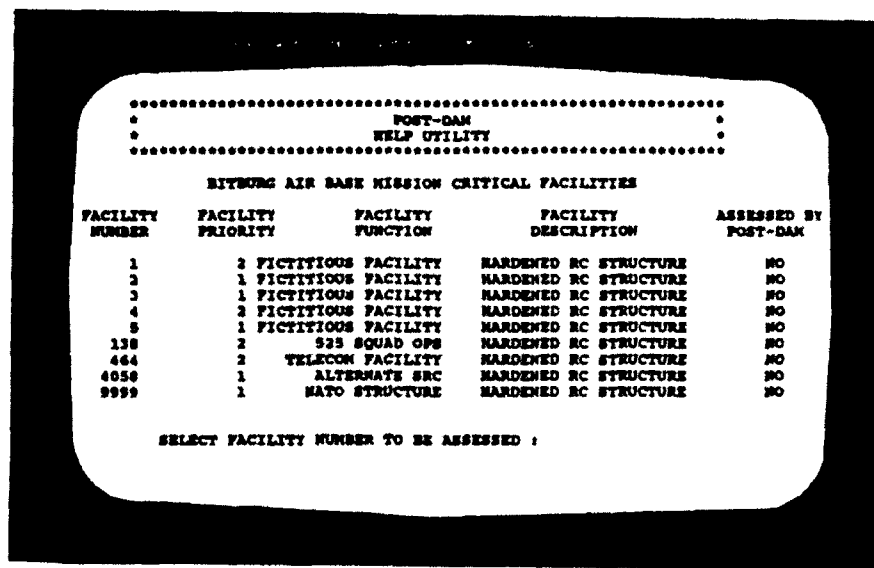 ************************************************************
* POST-DAM *
* HELP UTILITY *
************************************************************
BITBURG AIR BASE MISSION CRITICAL FACILITIES
FACILITY FACILITY FACILITY FACILITY ASSESSED BY
NUMBER PRIORITY FUNCTION DESCRIPTION POST-DAM
1 2 FICTITIOUS FACILITY HARDENED RC STRUCTURE NO
2 1 FICTITIOUS FACILITY HARDENED RC STRUCTURE NO
3 1 FICTITIOUS FACILITY HARDENED RC STRUCTURE NO
4 2 FICTITIOUS FACILITY HARDENED RC STRUCTURE NO
5 1 FICTITIOUS FACILITY HARDENED RC STRUCTURE NO
138 2 525 SQUAD OPS HARDENED RC STRUCTURE NO
464 2 TELECOM FACILITY HARDENED RC STRUCTURE NO
4058 1 ALTERNATE SRC HARDENED RC STRUCTURE NO
9999 1 NATO STRUCTURE HARDENED RC STRUCTURE NO
SELECT FACILITY NUMBER TO BE ASSESSED :